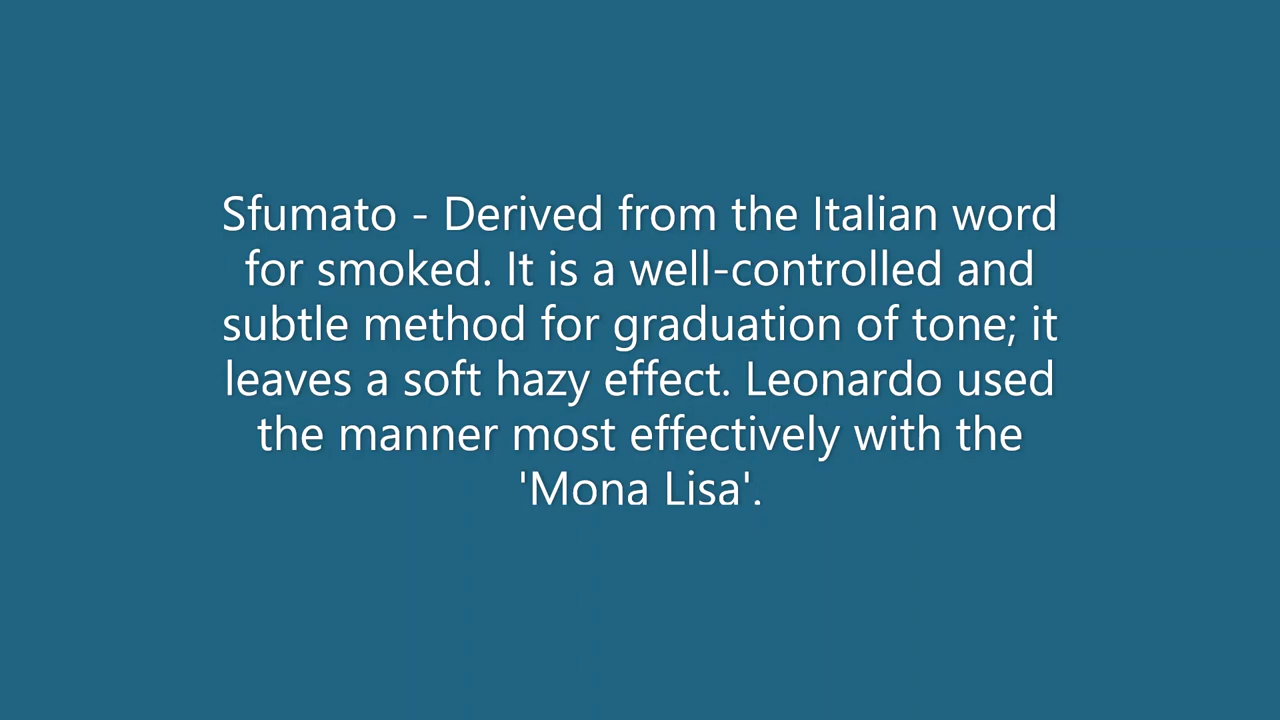 Sfumato - Derived from the Italian word
for smoked. It is a well-controlled and
subtle method for graduation of tone; it
leaves a soft hazy effect. Leonardo used
the manner most effectively with the
'Mona Lisa'.